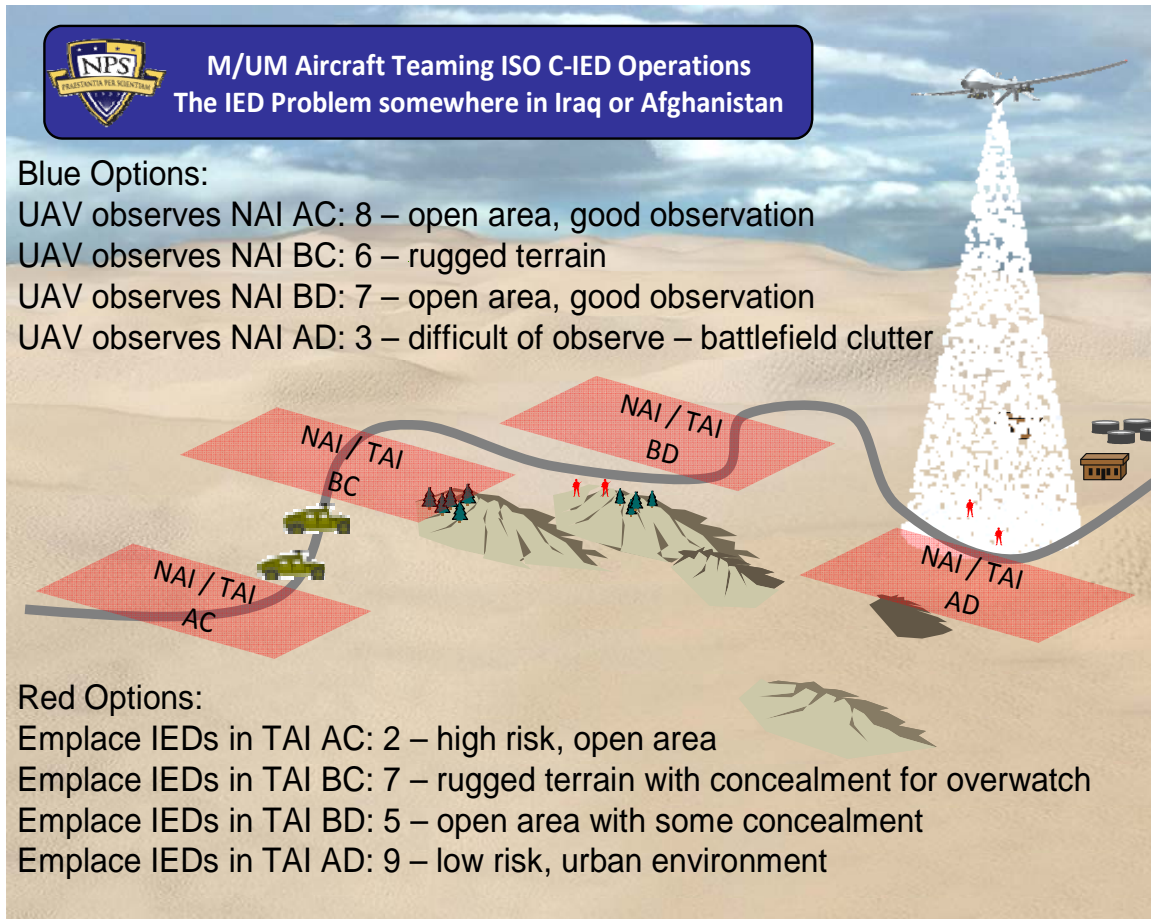 NPS
PRAESTANTIA PER SCIENTIAM
M/UM Aircraft Teaming ISO C-IED Operations
The IED Problem somewhere in Iraq or Afghanistan
Blue Options:
UAV observes NAI AC: 8 – open area, good observation
UAV observes NAI BC: 6 – rugged terrain
UAV observes NAI BD: 7 – open area, good observation
UAV observes NAI AD: 3 – difficult of observe – battlefield clutter
NAI / TAI
BD
NAI / TAI
BC
NAI / TAI
AC
NAI / TAI
AD
Red Options:
Emplace IEDs in TAI AC: 2 – high risk, open area
Emplace IEDs in TAI BC: 7 – rugged terrain with concealment for overwatch
Emplace IEDs in TAI BD: 5 – open area with some concealment
Emplace IEDs in TAI AD: 9 – low risk, urban environment